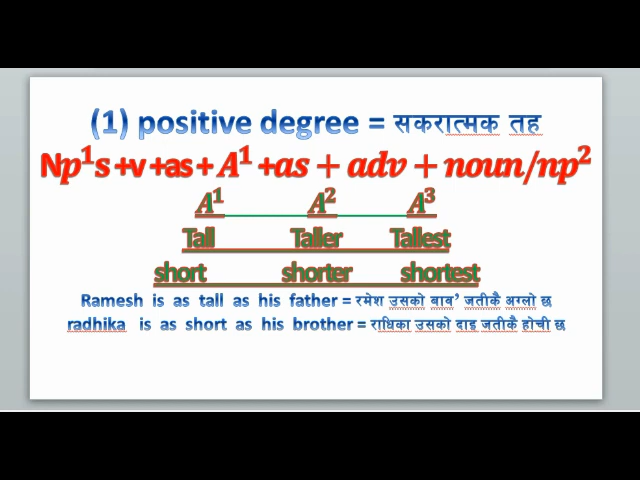 (1) positive degree = सकरात्मक तह
Np¹s +v +as + A¹ +as + adv + noun/np²
A¹ A² A³
Tall Taller Tallest
short shorter shortest
Ramesh is as tall as his father = रमेश उसको बाब' जतीकै अग्लो छ
radhika is as short as his brother = राधिका उसको दाइ जतीकै होची छ